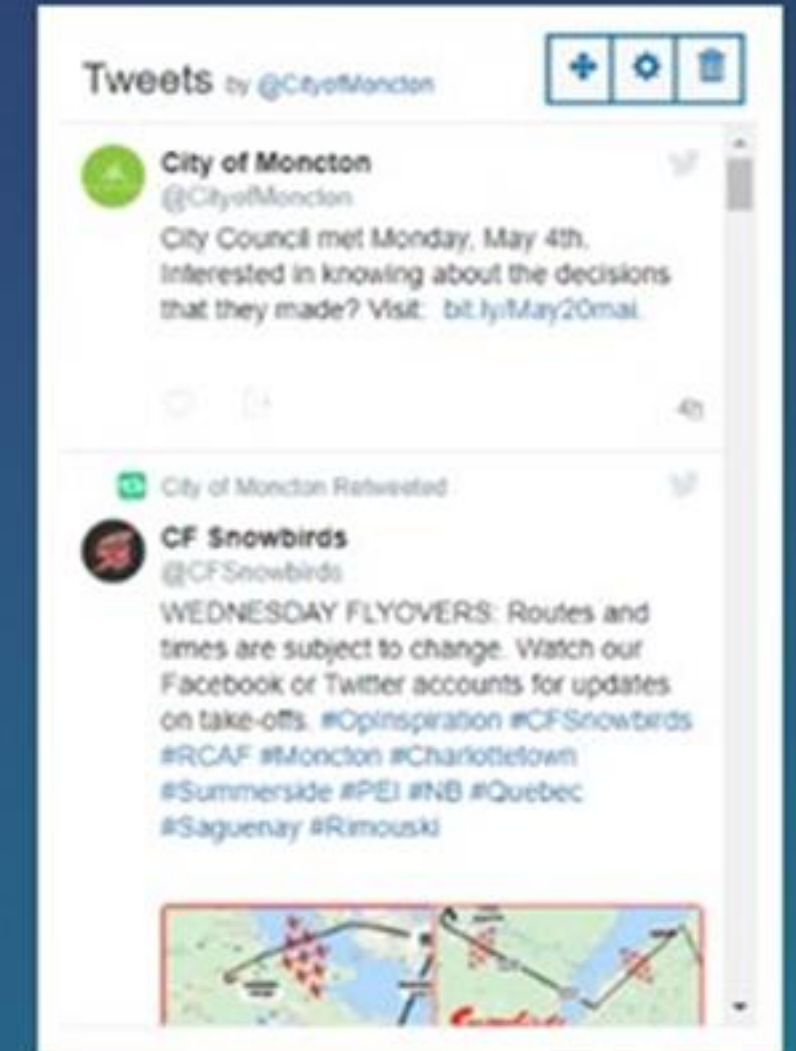 Tweets by @CityofMoncton
City of Moncton
@CityofMoncton
City Council met Monday, May 4th.
Interested in knowing about the decisions
that they made? Visit: bit.ly/May20mai.
4h
City of Moncton Retweeted
CF Snowbirds
@CFSnowbirds
WEDNESDAY FLYOVERS: Routes and
times are subject to change. Watch our
Facebook or Twitter accounts for updates
on take-offs. #OpInspiration #CFSnowbirds
#RCAF #Moncton #Charlottetown
#Summerside #PEI #NB #Quebec
#Saguenay #Rimouski
Snowbirds